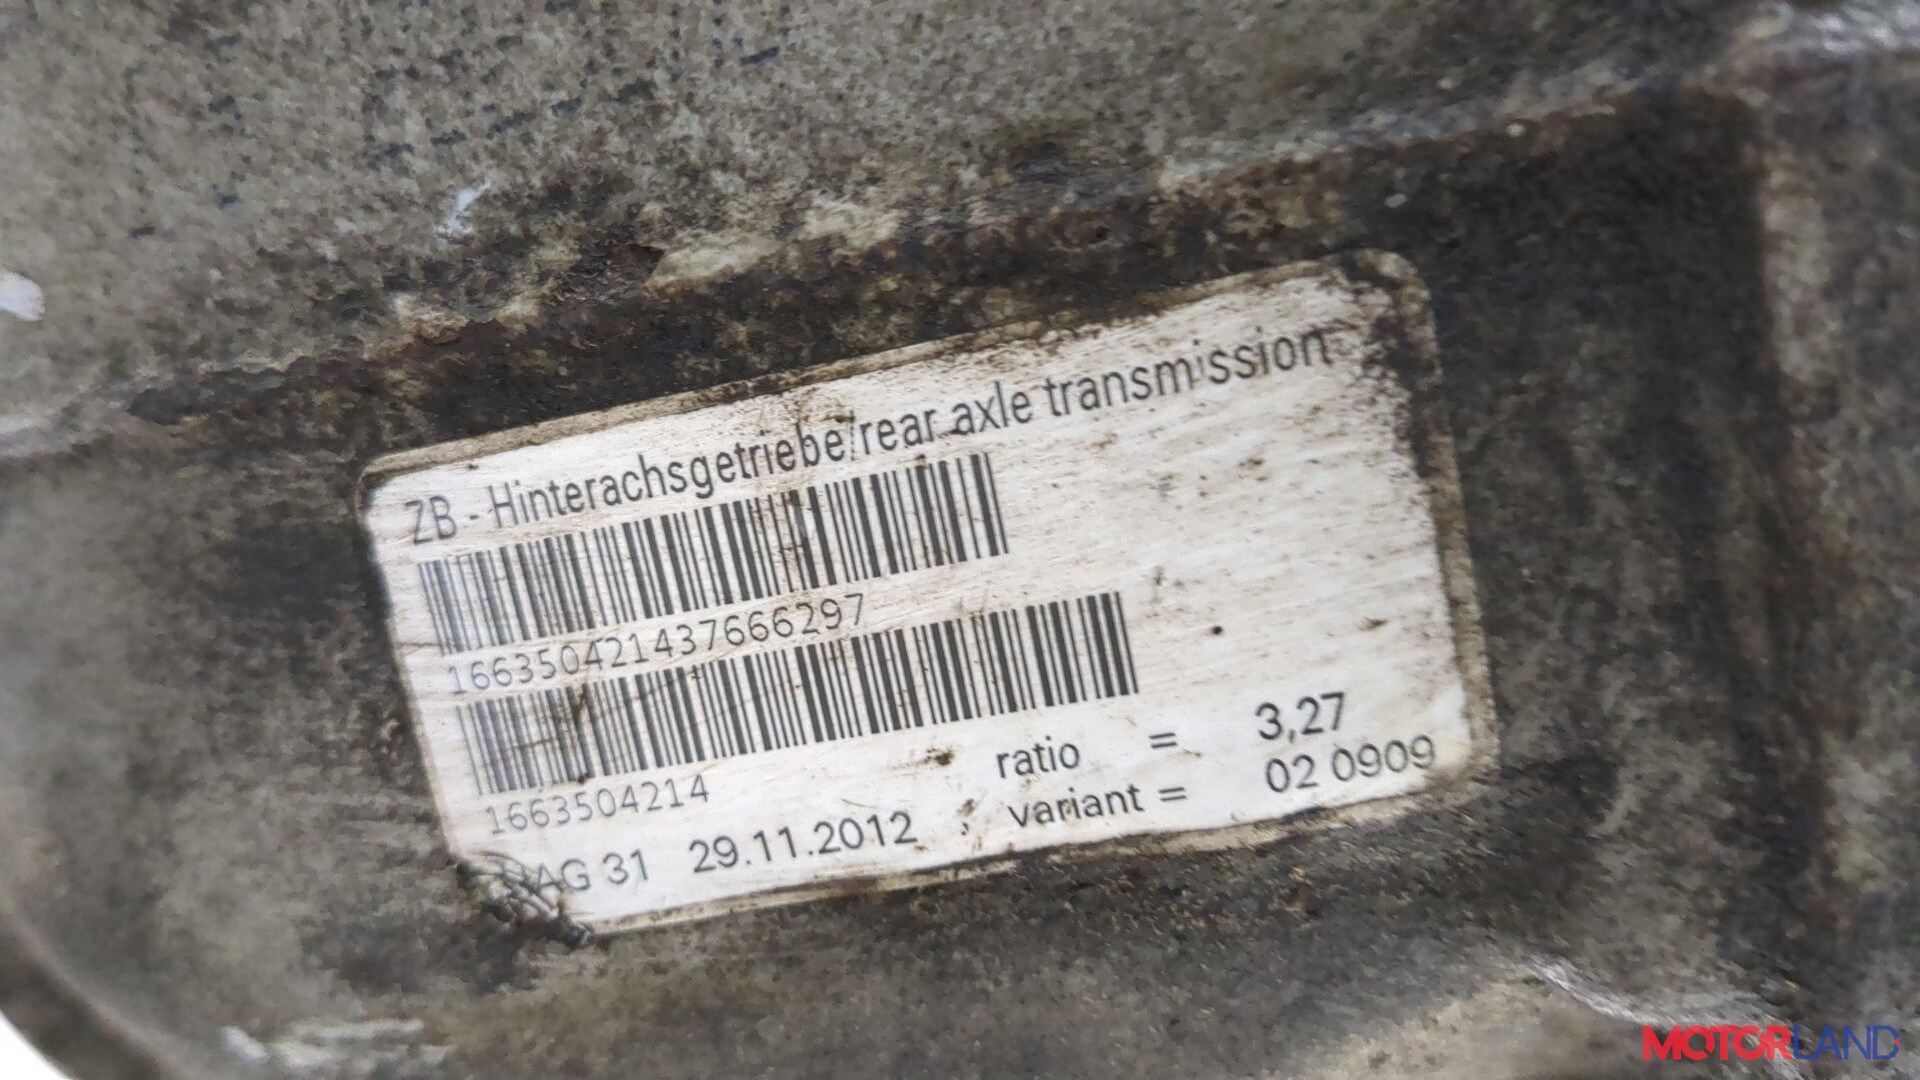 ZB - Hinterachsgetriebe/rear axle transmission
166350421437666297
1663504214
ratio = 3,27
variant = 02 0909
AG 31 29.11.2012
MOTORLAND